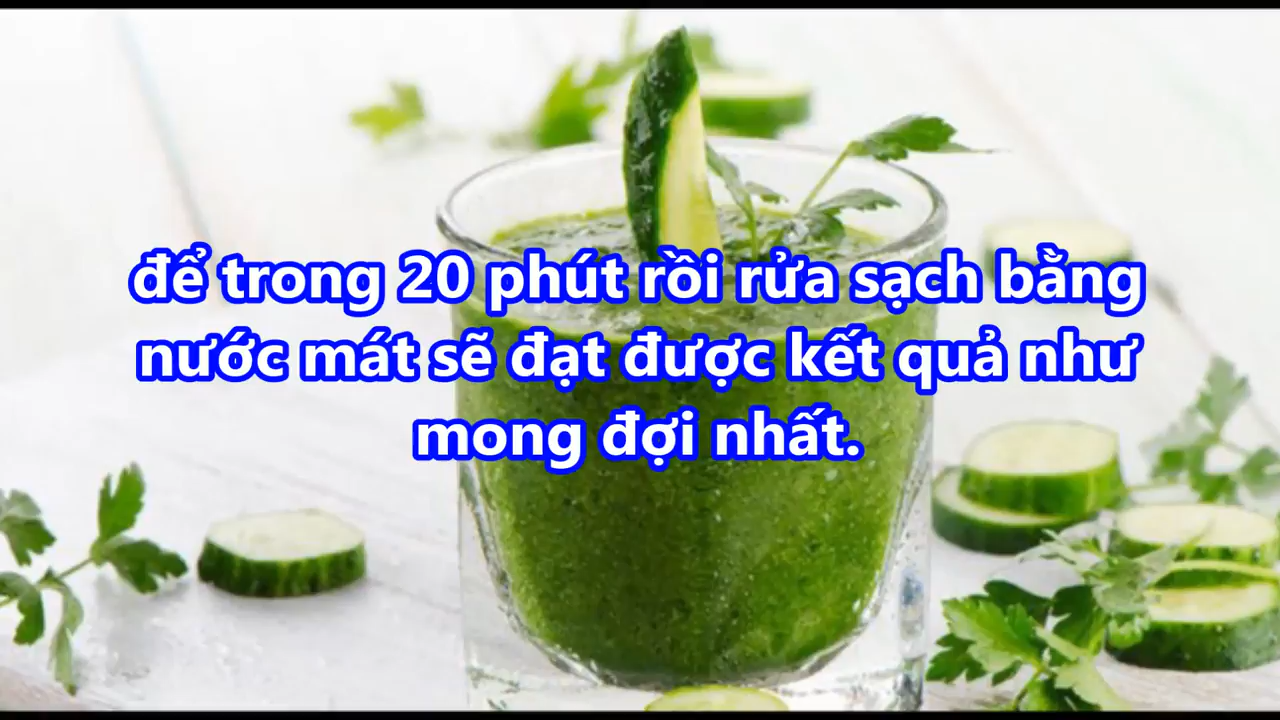 để trong 20 phút rồi rửa sạch bằng
nước mát sẽ đạt được kết quả như
mong đợi nhất.